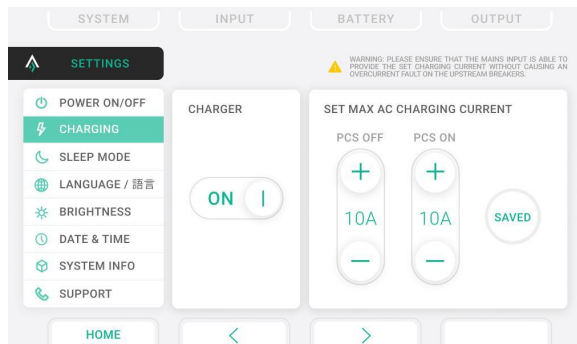 SYSTEM
INPUT
BATTERY
OUTPUT
SETTINGS
WARNING: PLEASE ENSURE THAT THE MAINS INPUT IS ABLE TO
PROVIDE THE SET CHARGING CURRENT WITHOUT CAUSING AN
OVERCURRENT FAULT ON THE UPSTREAM BREAKERS.
POWER ON/OFF
CHARGING
SLEEP MODE
LANGUAGE / 語言
BRIGHTNESS
DATE & TIME
SYSTEM INFO
SUPPORT
CHARGER
ON
SET MAX AC CHARGING CURRENT
PCS OFF
PCS ON
+
+
10A
10A
SAVED
−
−
HOME
<
>